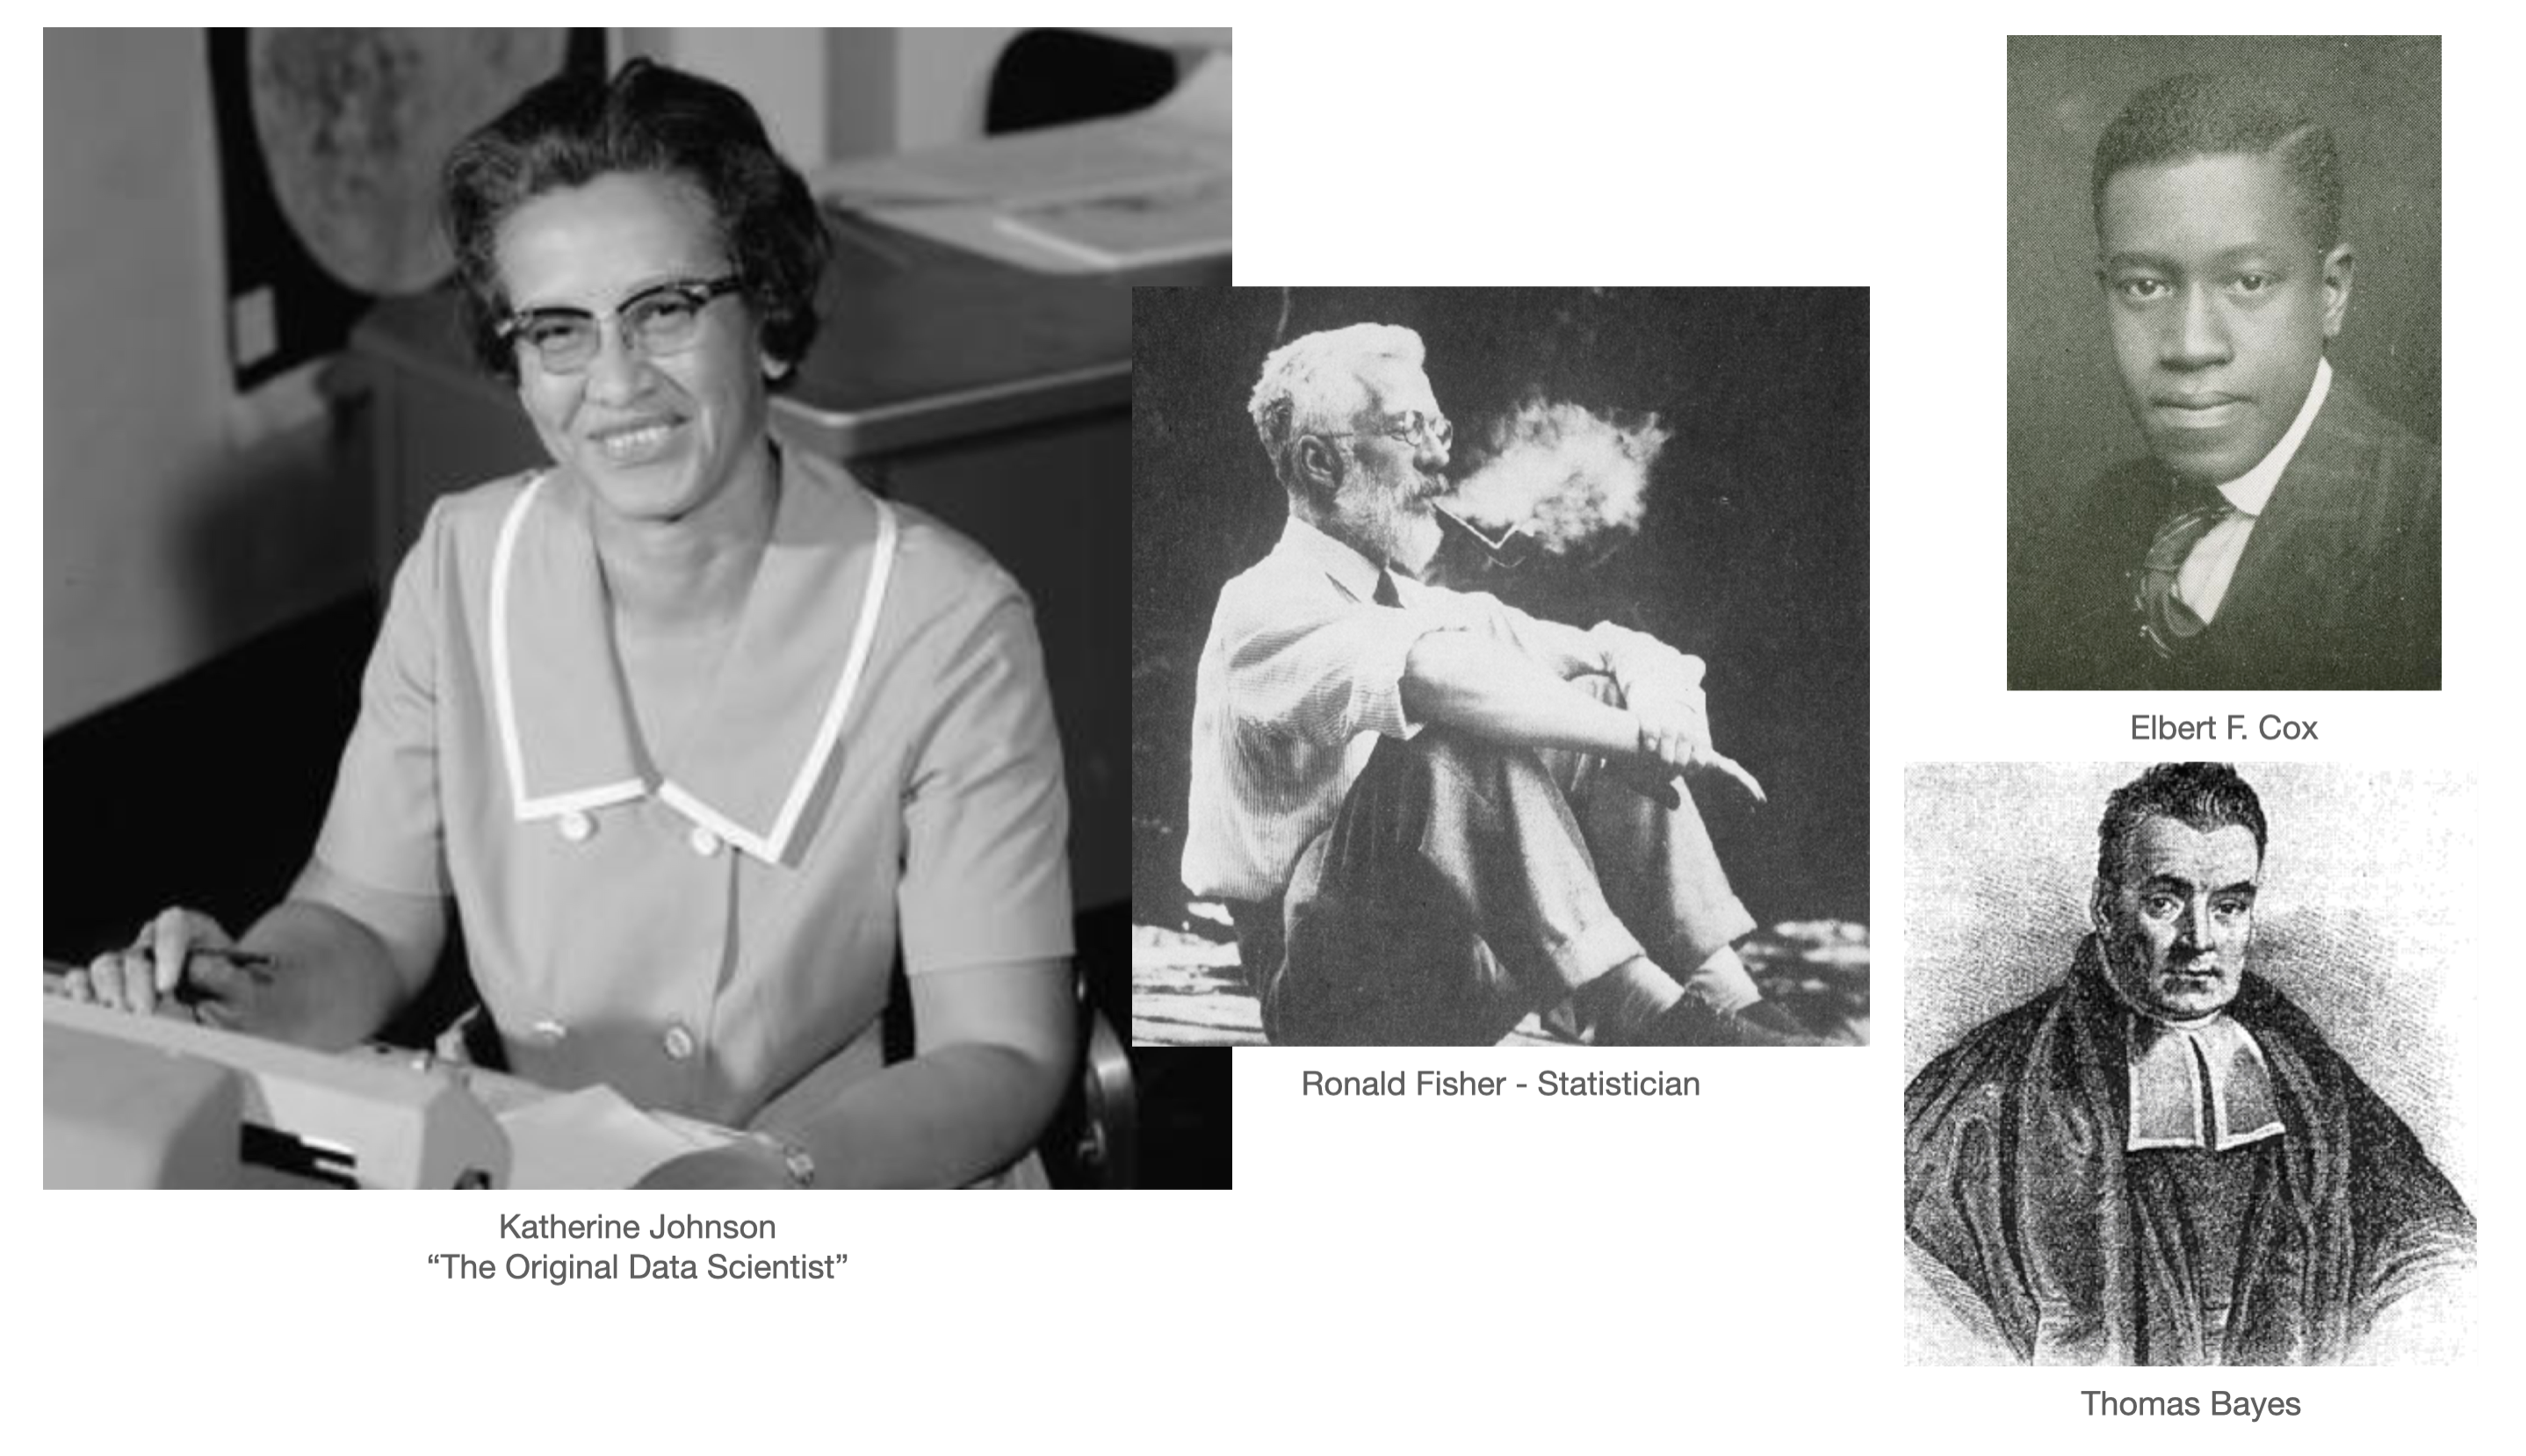 Katherine Johnson
“The Original Data Scientist”
Ronald Fisher - Statistician
Elbert F. Cox
Thomas Bayes